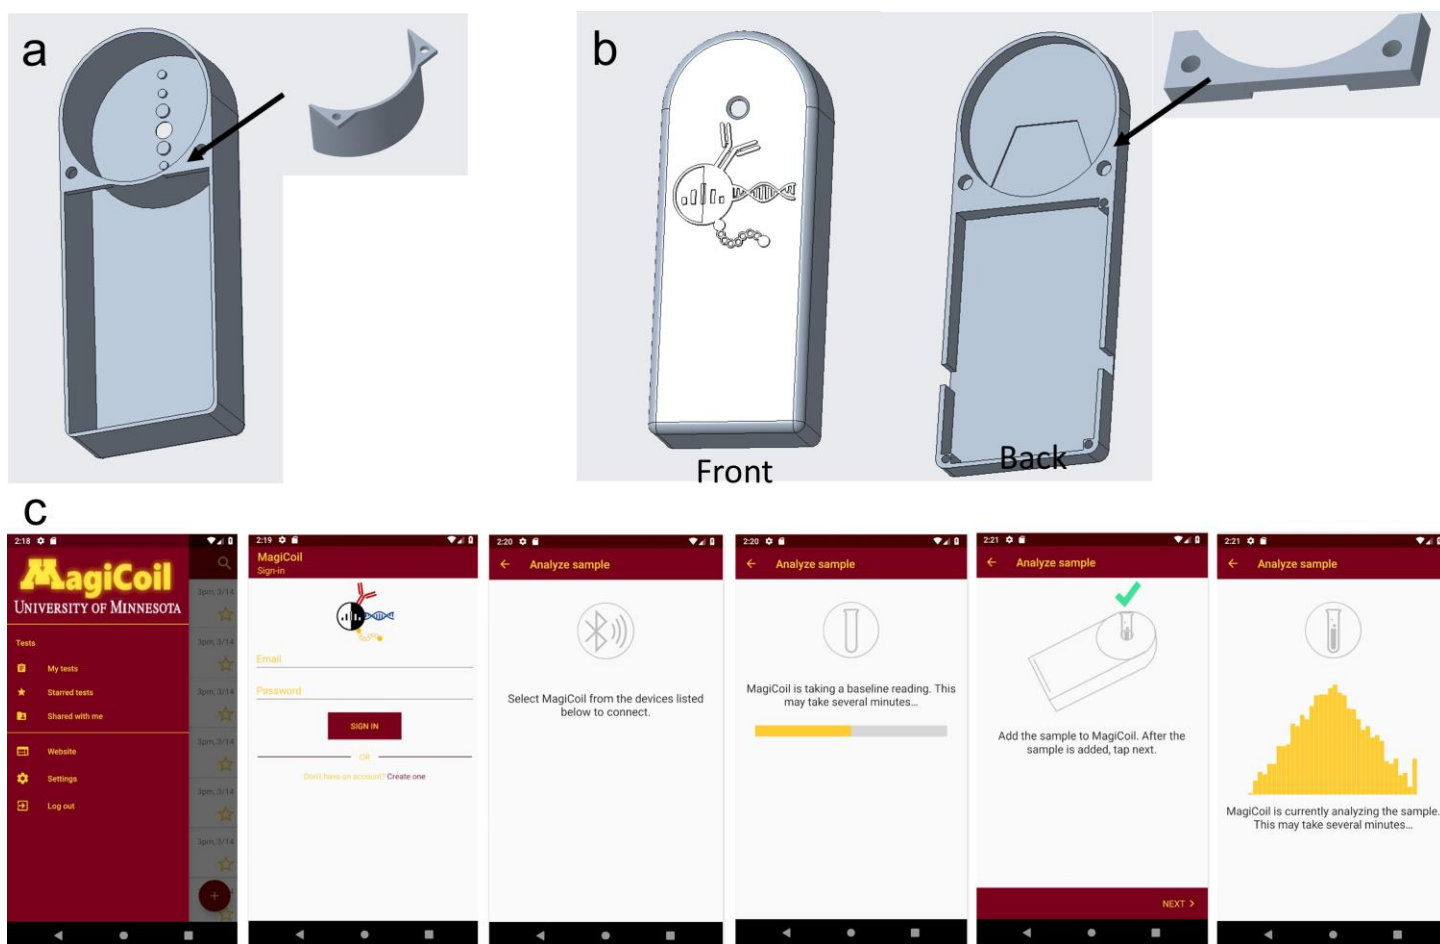 a
b
Front
Back
c
2:18
MagiCoil
UNIVERSITY OF MINNESOTA
Tests
My tests
Starred tests
Shared with me
Website
Settings
Log out
3pm, 3/14
3pm, 3/14
3pm, 3/14
3pm, 3/14
3pm, 3/14
3pm, 3/14
+
2:19
MagiCoil
Sign-in
Email
Password
SIGN IN
OR
Don't have an account? Create one
2:20
Analyze sample
Select MagiCoil from the devices listed
below to connect.
2:20
Analyze sample
MagiCoil is taking a baseline reading. This
may take several minutes...
2:21
Analyze sample
Add the sample to MagiCoil. After the
sample is added, tap next.
NEXT >
2:21
Analyze sample
MagiCoil is currently analyzing the sample.
This may take several minutes...